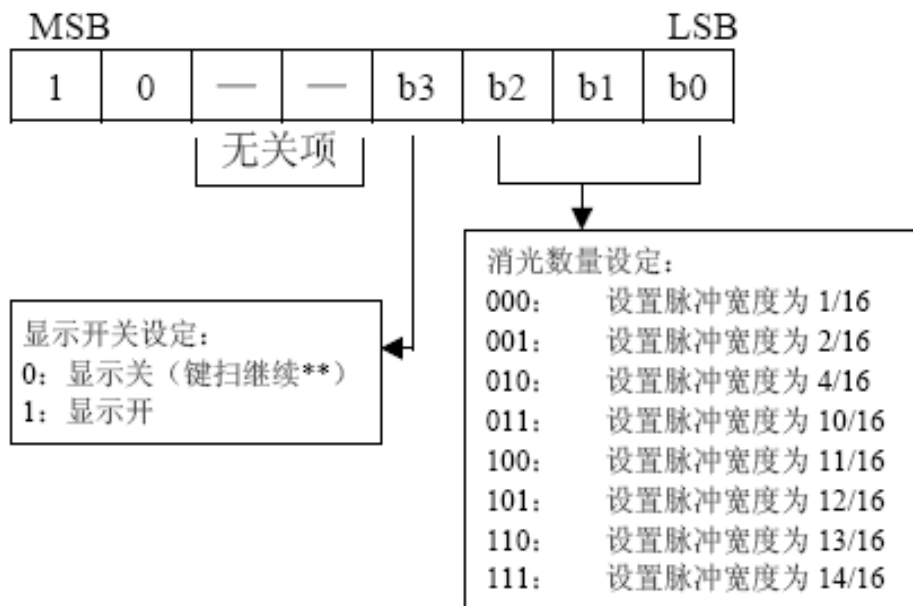 MSB LSB
1 0 — — b3 b2 b1 b0
无关项
显示开关设定：
0：显示关（键扫继续**）
1：显示开
消光数量设定：
000： 设置脉冲宽度为 1/16
001： 设置脉冲宽度为 2/16
010： 设置脉冲宽度为 4/16
011： 设置脉冲宽度为 10/16
100： 设置脉冲宽度为 11/16
101： 设置脉冲宽度为 12/16
110： 设置脉冲宽度为 13/16
111： 设置脉冲宽度为 14/16